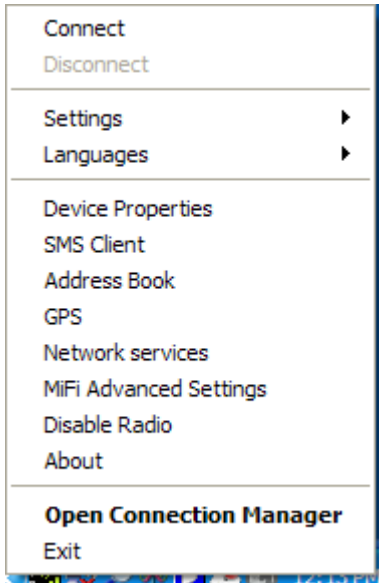 Connect
Disconnect
Settings
Languages
Device Properties
SMS Client
Address Book
GPS
Network services
MiFi Advanced Settings
Disable Radio
About
Open Connection Manager
Exit